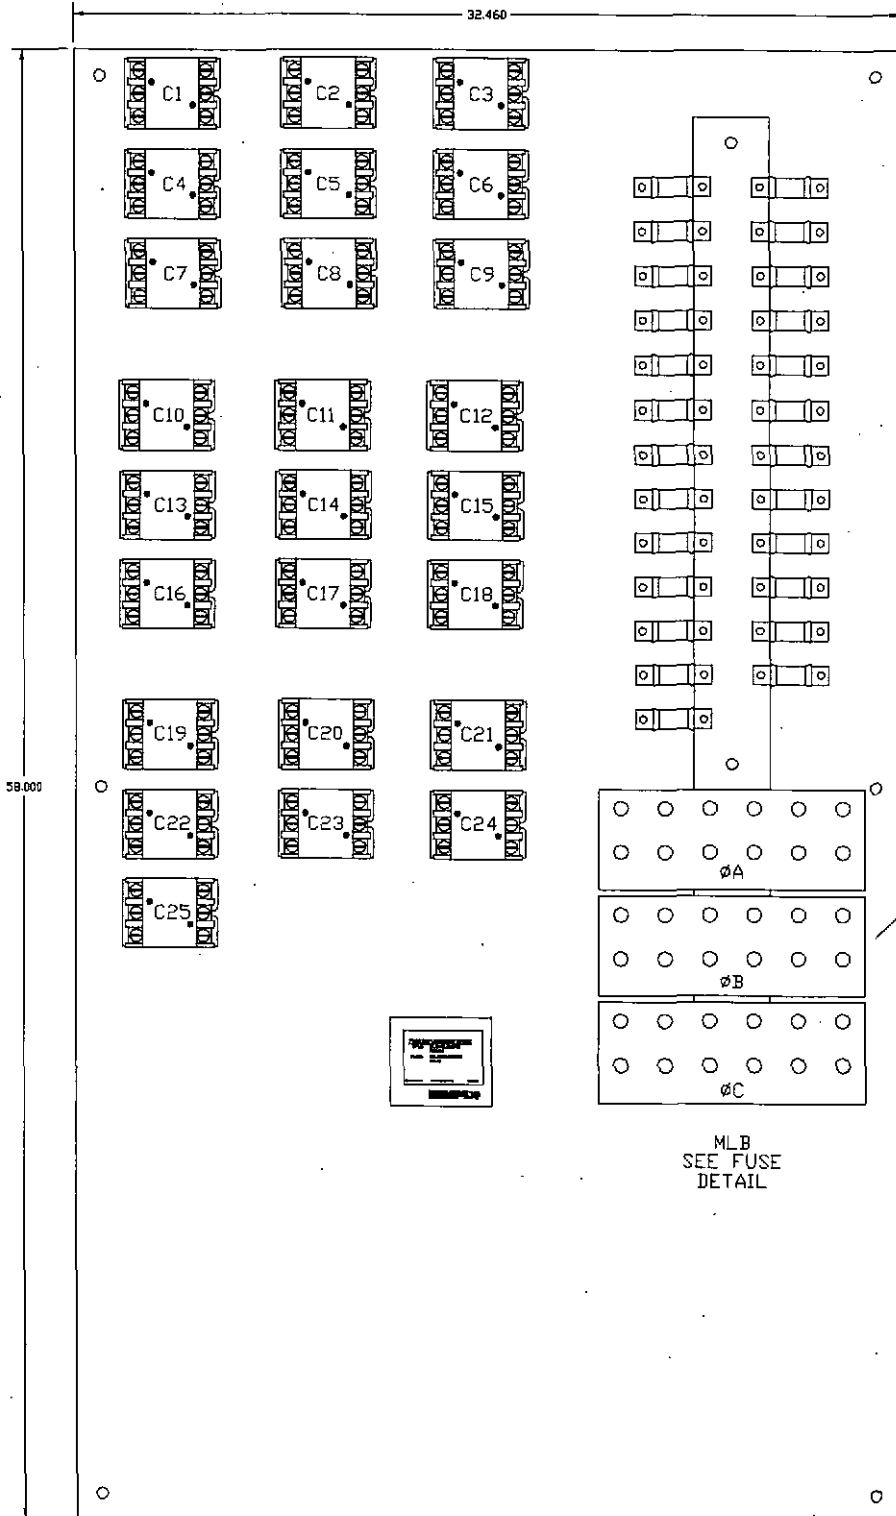 32.460
C1 C2 C3
C4 C5 C6
C7 C8 C9
C10 C11 C12
C13 C14 C15
C16 C17 C18
C19 C20 C21
58.000
C22 C23 C24
ØA
C25
ØB
ØC
MLB
SEE FUSE
DETAIL